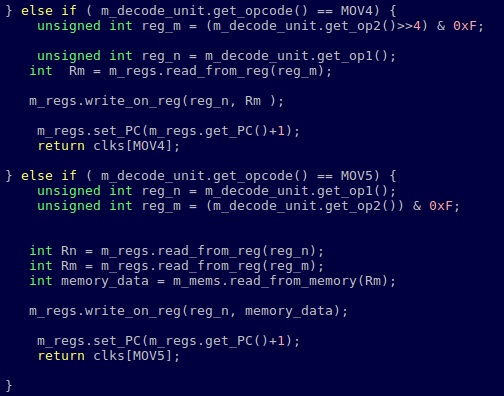 } else if ( m_decode_unit.get_opcode() == MOV4) {
    unsigned int reg_m = (m_decode_unit.get_op2()>>4) & 0xF;

    unsigned int reg_n = m_decode_unit.get_op1();
   int  Rm = m_regs.read_from_reg(reg_m);

   m_regs.write_on_reg(reg_n, Rm );

    m_regs.set_PC(m_regs.get_PC()+1);
    return clks[MOV4];

} else if ( m_decode_unit.get_opcode() == MOV5) {
    unsigned int reg_n = m_decode_unit.get_op1();
    unsigned int reg_m = (m_decode_unit.get_op2()) & 0xF;


   int Rn = m_regs.read_from_reg(reg_n);
   int Rm = m_regs.read_from_reg(reg_m);
   int memory_data = m_mems.read_from_memory(Rm);

   m_regs.write_on_reg(reg_n, memory_data);

    m_regs.set_PC(m_regs.get_PC()+1);
    return clks[MOV5];

}